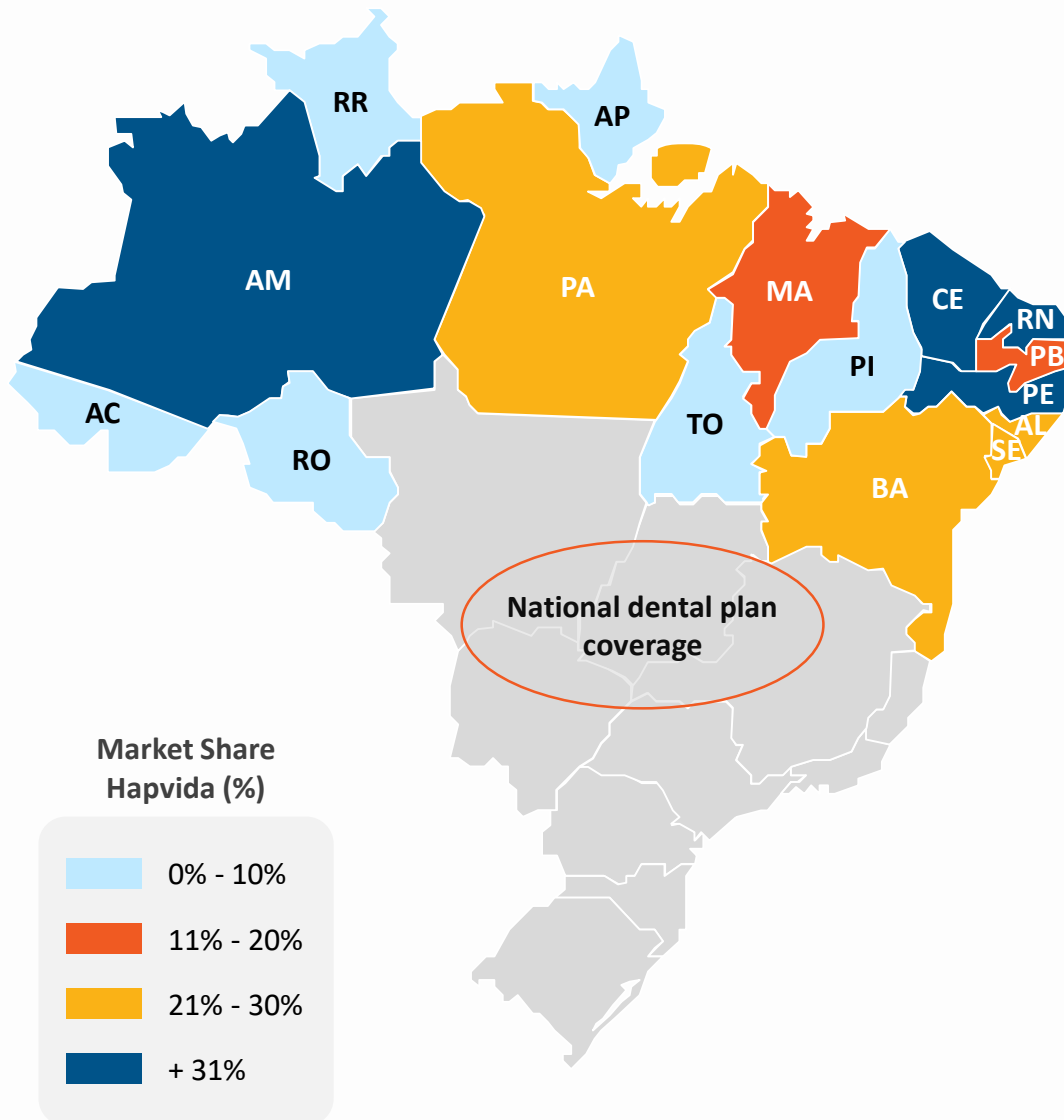 RR
AP
AM
PA
MA
CE
RN
PB
PI
PE
AC
TO
AL
SE
RO
BA
National dental plan
coverage
Market Share
Hapvida (%)
0% - 10%
11% - 20%
21% - 30%
+ 31%